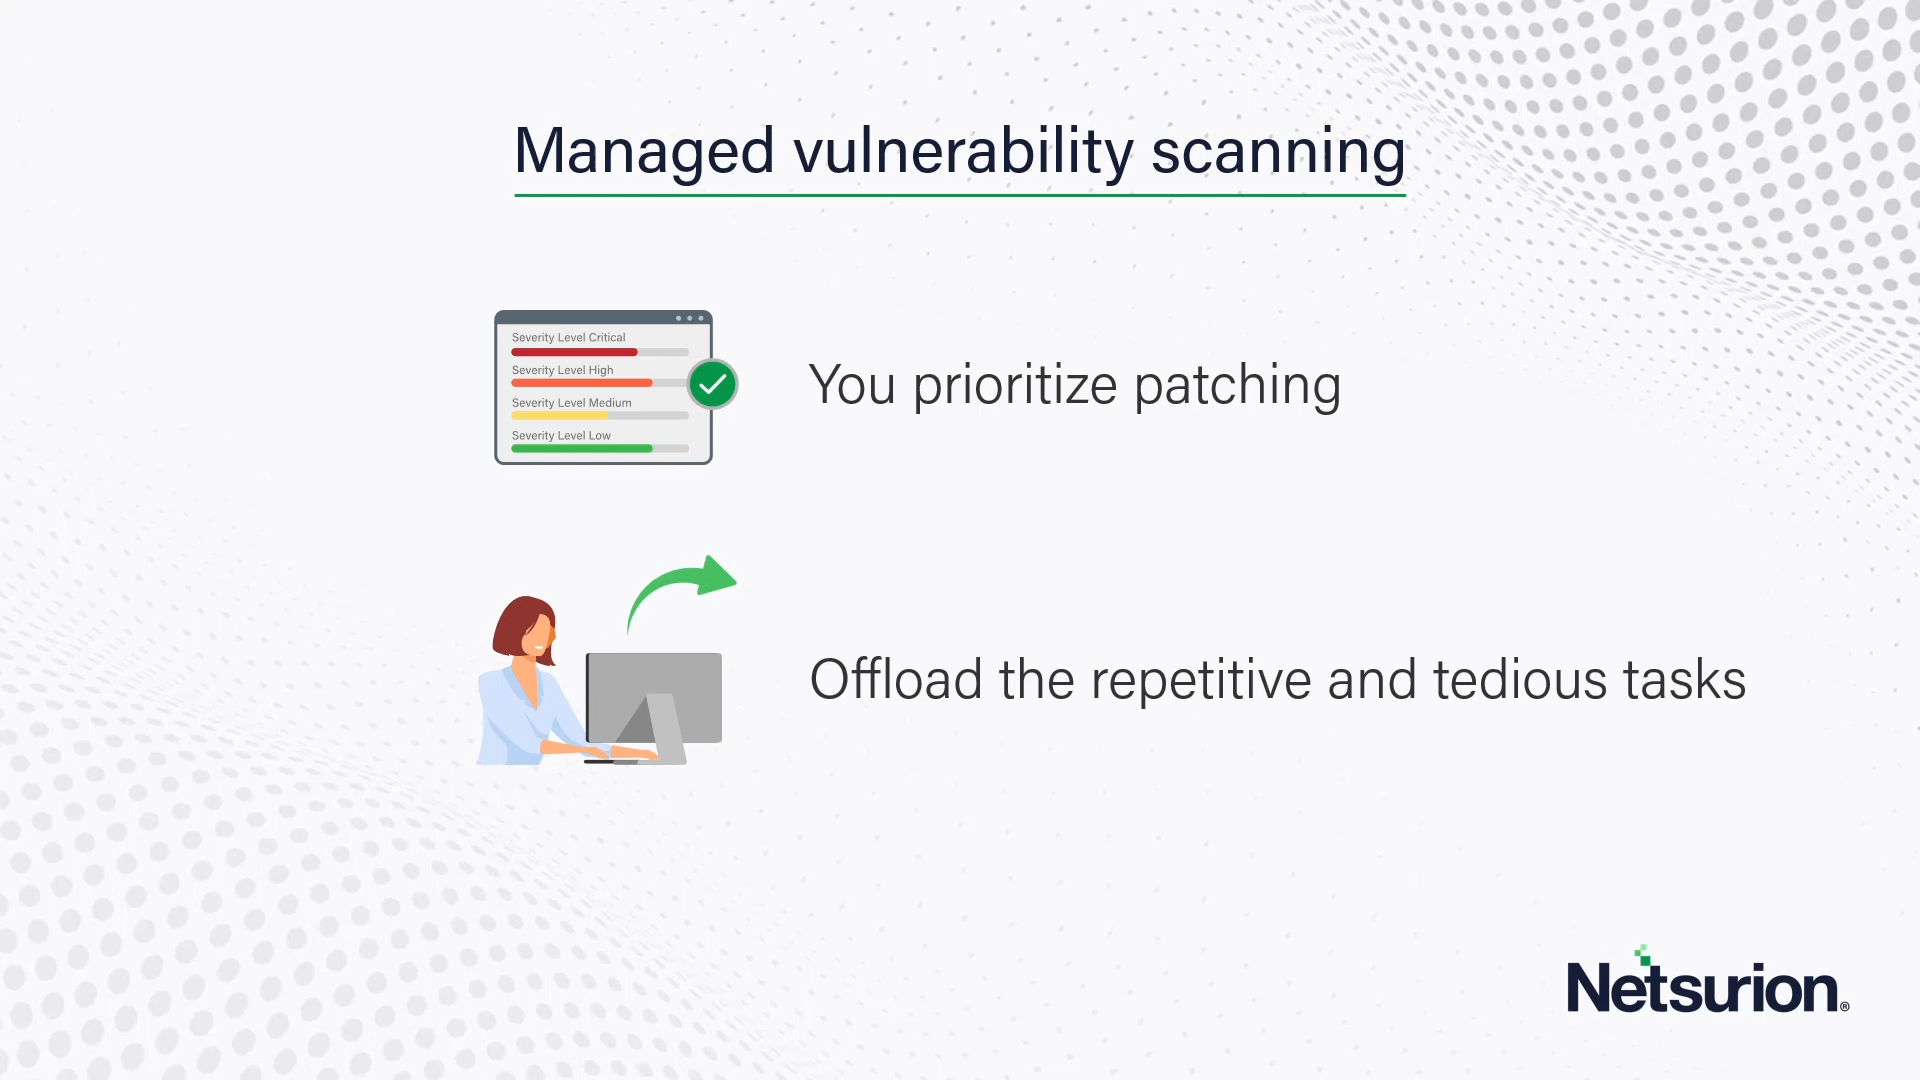 Managed vulnerability scanning
Severity Level Critical
Severity Level High
Severity Level Medium
Severity Level Low
You prioritize patching
Offload the repetitive and tedious tasks
Netsurion®